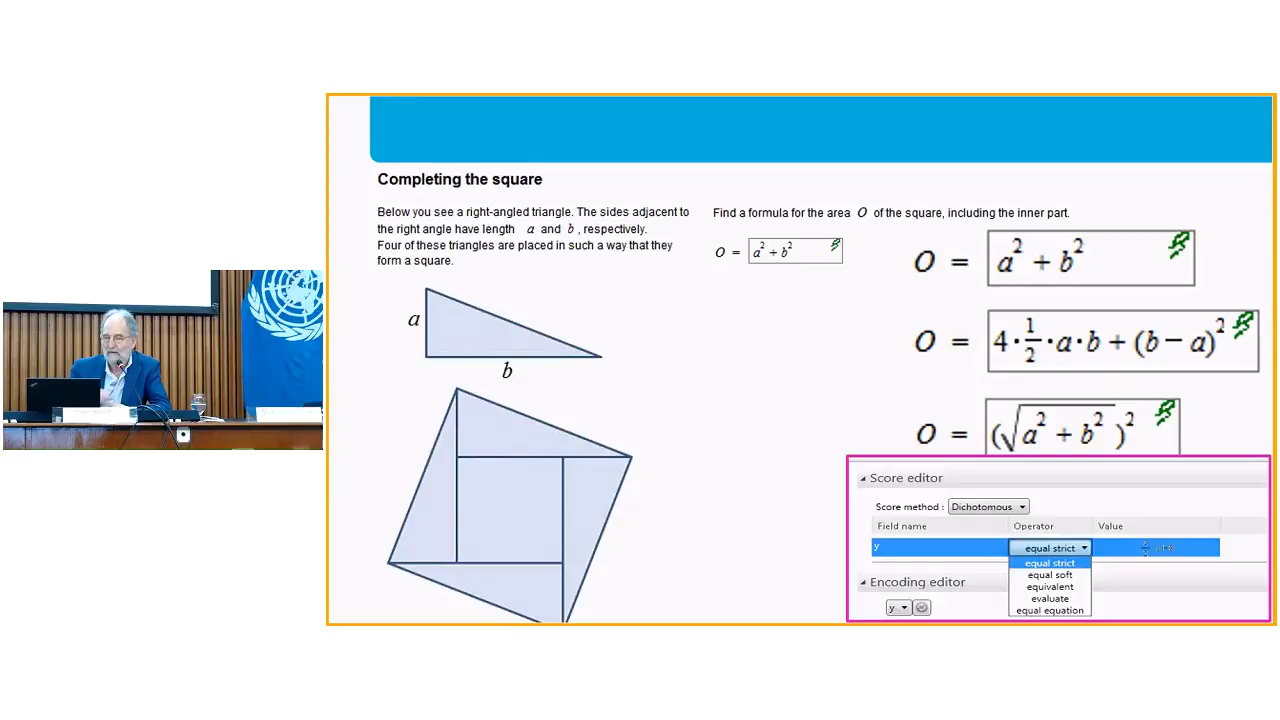 Completing the square
Below you see a right-angled triangle. The sides adjacent to
the right angle have length a and b , respectively.
Four of these triangles are placed in such a way that they
form a square.
a
b
Find a formula for the area O of the square, including the inner part.
O = a² + b²
O = a² + b²
O = 4·½·a·b + (b − a)²
O = (√a² + b² )²
Score editor
Score method : Dichotomous
Field name Operator Value
y equal strict
equal strict
equal soft
equivalent
evaluate
equal equation
Encoding editor
y